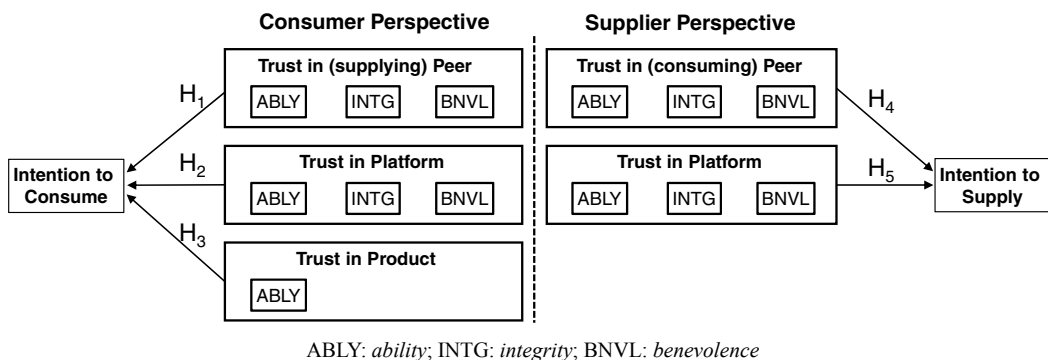 Consumer Perspective
Supplier Perspective
Trust in (supplying) Peer
ABLY INTG BNVL
Trust in (consuming) Peer
ABLY INTG BNVL
H1
H4
Trust in Platform
ABLY INTG BNVL
Trust in Platform
ABLY INTG BNVL
H2
H5
Intention to
Consume
Intention to
Supply
H3
Trust in Product
ABLY
ABLY: ability; INTG: integrity; BNVL: benevolence